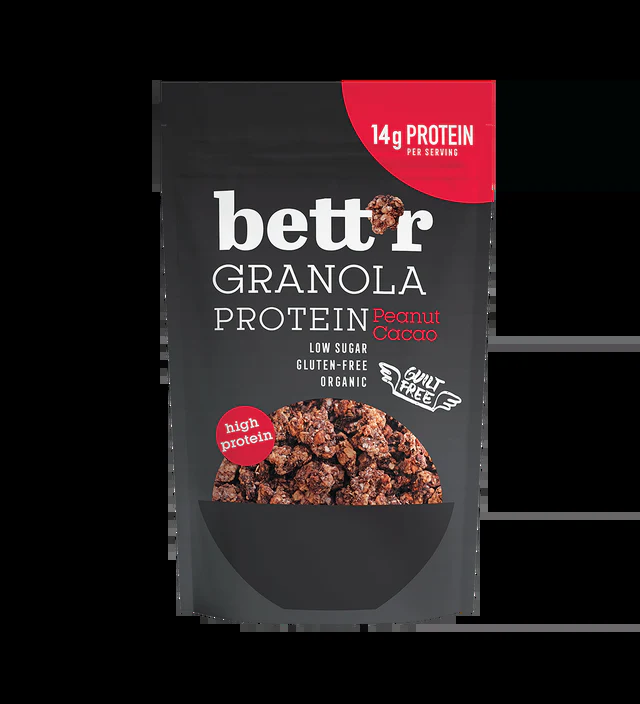 14g PROTEIN
PER SERVING
bett'r
GRANOLA
PROTEIN Peanut
Cacao
LOW SUGAR
GLUTEN-FREE
ORGANIC
GUILT
FREE
high
protein